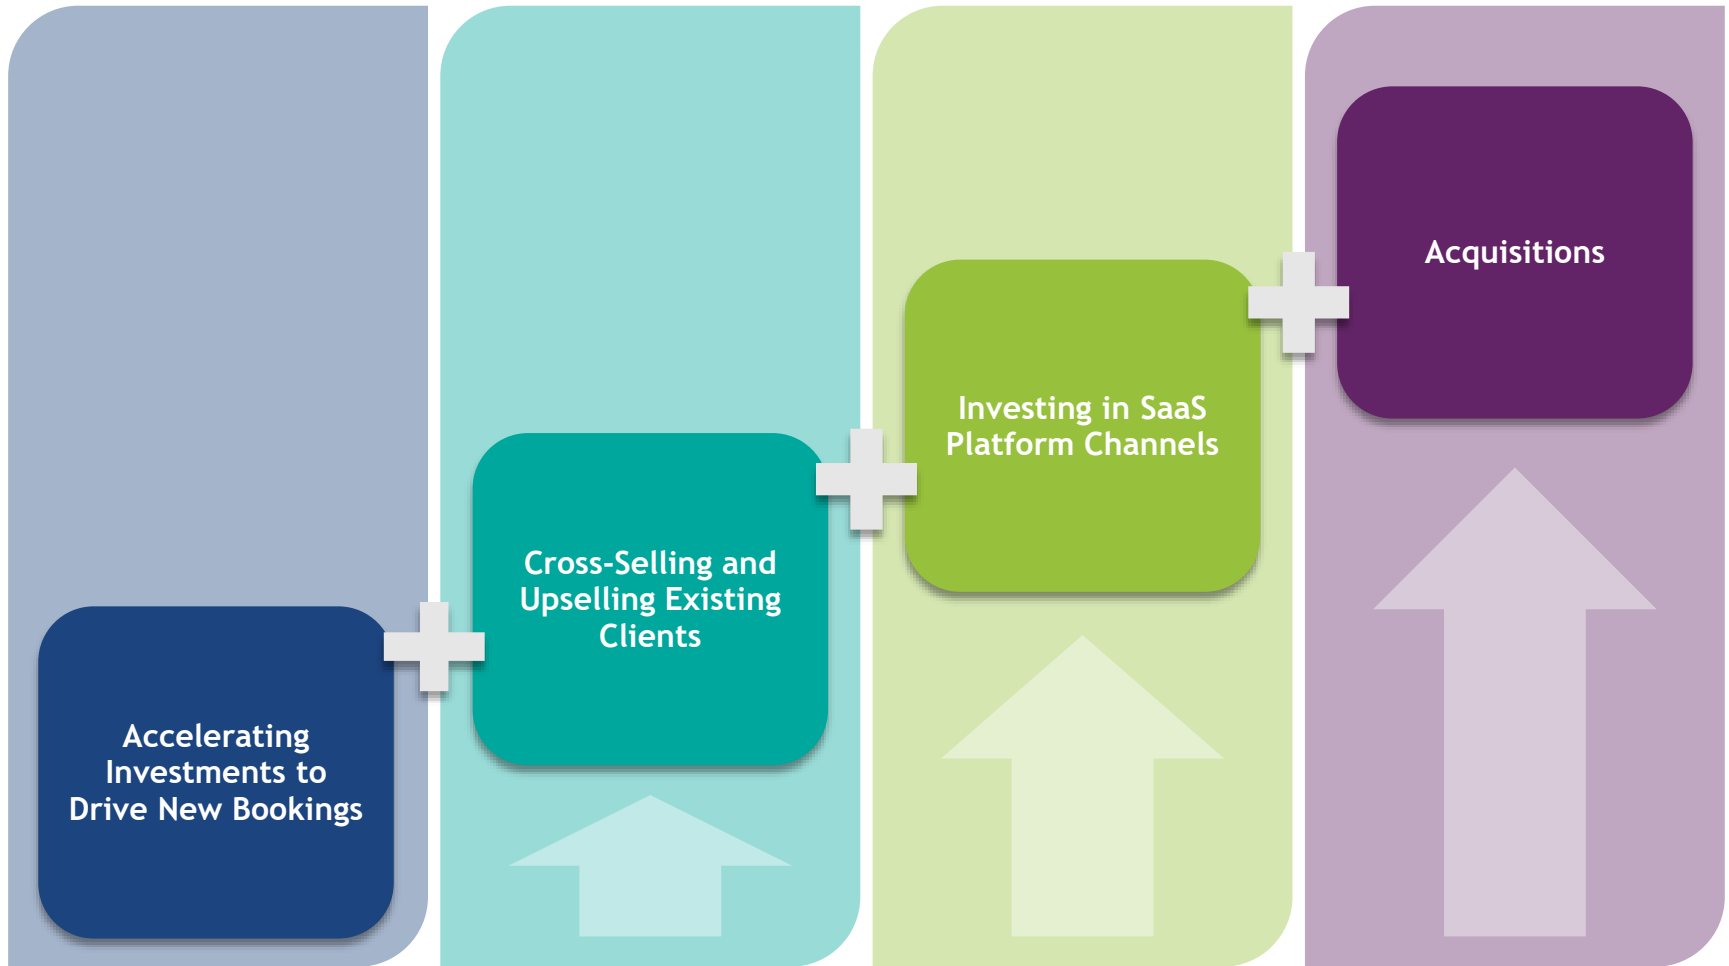 Accelerating
Investments to
Drive New Bookings
Cross-Selling and
Upselling Existing
Clients
Investing in SaaS
Platform Channels
Acquisitions